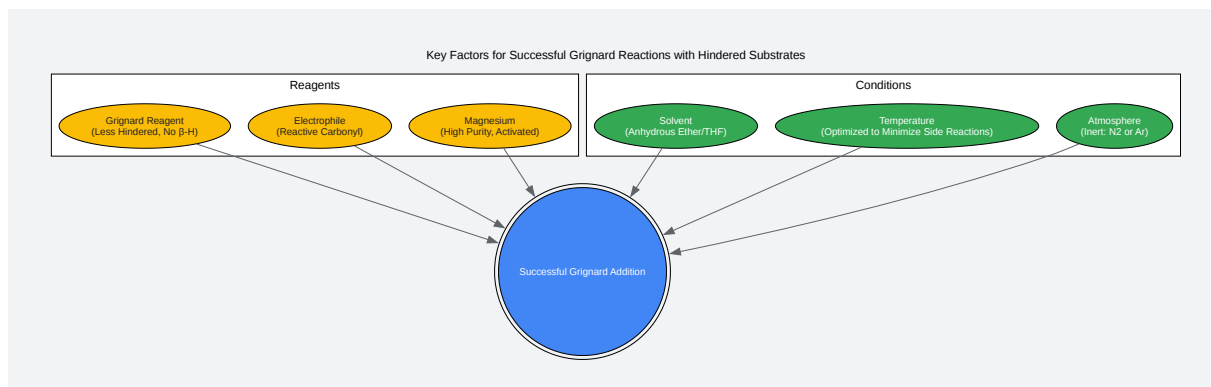 Key Factors for Successful Grignard Reactions with Hindered Substrates
Reagents
Grignard Reagent
(Less Hindered, No β-H)
Electrophile
(Reactive Carbonyl)
Magnesium
(High Purity, Activated)
Conditions
Solvent
(Anhydrous Ether/THF)
Temperature
(Optimized to Minimize Side Reactions)
Atmosphere
(Inert: N2 or Ar)
Successful Grignard Addition